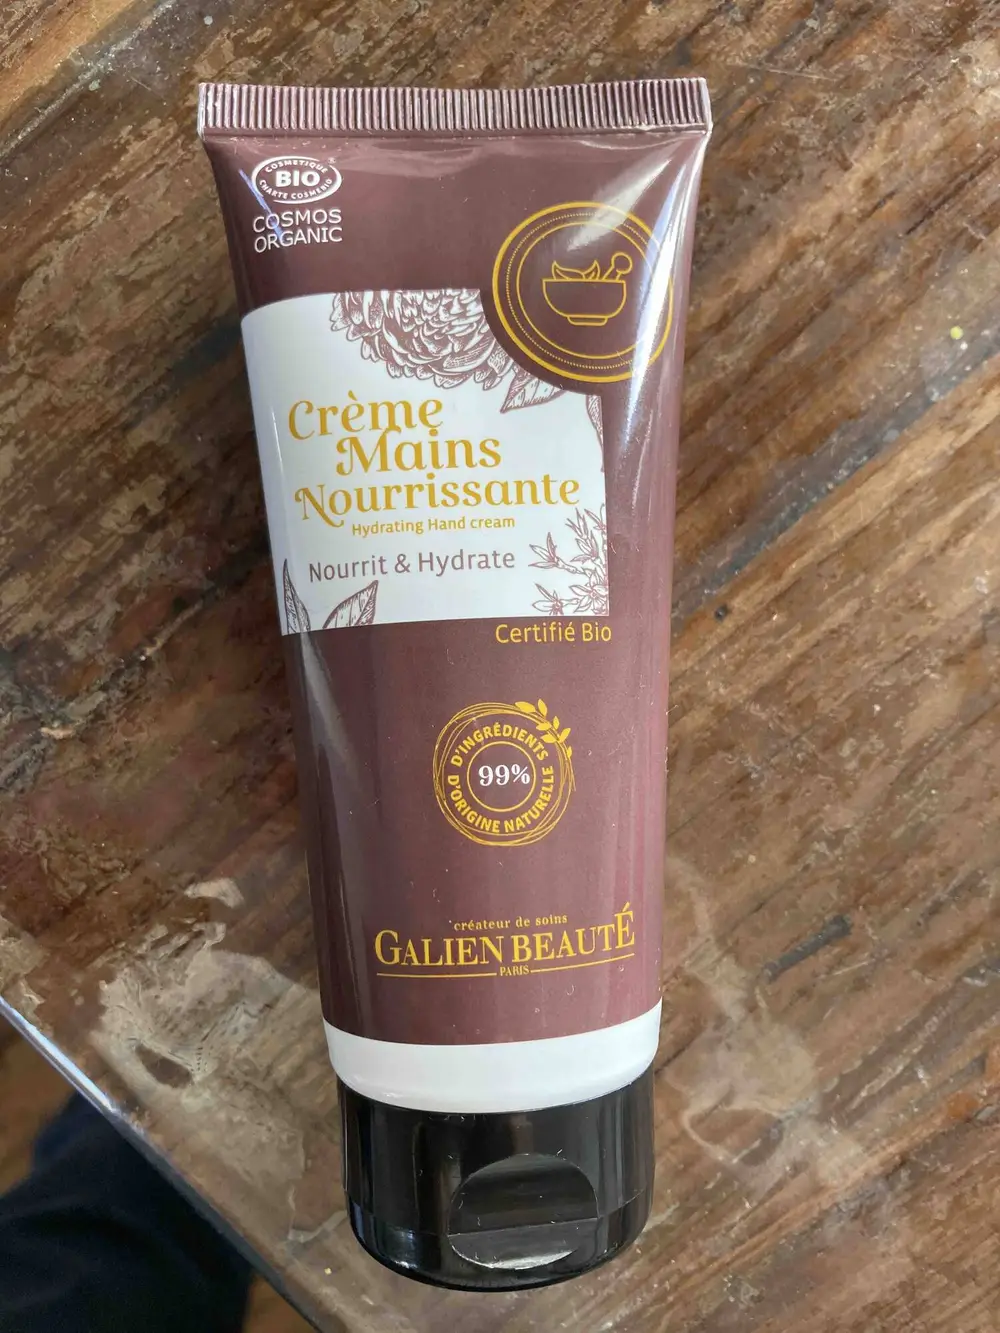 COSMETIQUE
BIO
CHARTE COSMEBIO
COSMOS
ORGANIC
Crème
Mains
Nourrissante
Hydrating Hand cream
Nourrit & Hydrate
Certifié Bio
D'INGRÉDIENTS
99%
D'ORIGINE NATURELLE
créateur de soins
GALIEN BEAUTÉ
PARIS